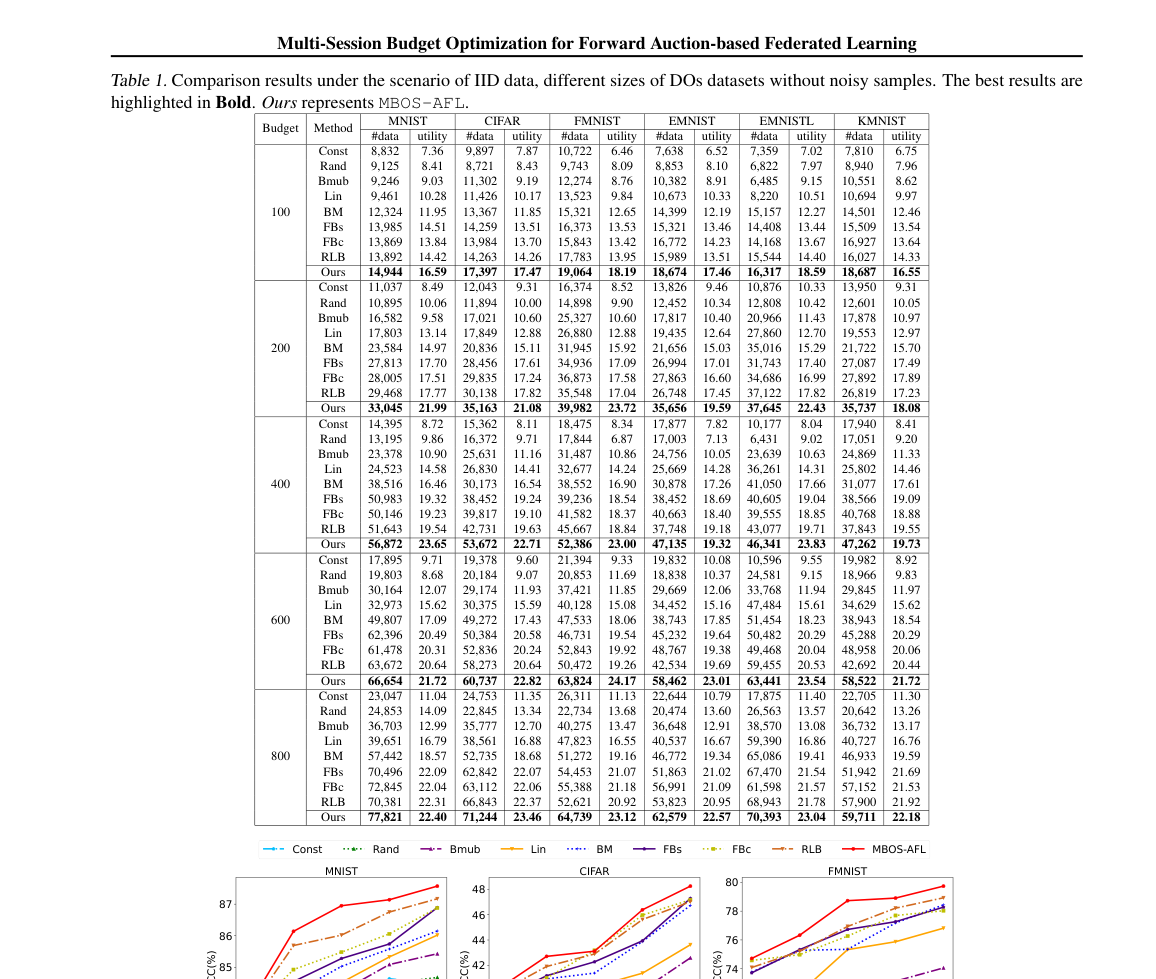 Multi-Session Budget Optimization for Forward Auction-based Federated Learning
Table 1. Comparison results under the scenario of IID data, different sizes of DOs datasets without noisy samples. The best results are
highlighted in Bold. Ours represents MBOS-AFL.
Budget Method MNIST CIFAR FMNIST EMNIST EMNISTL KMNIST
#data utility #data utility #data utility #data utility #data utility #data utility
Const 8,832 7.36 9,897 7.87 10,722 6.46 7,638 6.52 7,359 7.02 7,810 6.75
Rand 9,125 8.41 8,721 8.43 9,743 8.09 8,853 8.10 6,822 7.97 8,940 7.96
Bmub 9,246 9.03 11,302 9.19 12,274 8.76 10,382 8.91 6,485 9.15 10,551 8.62
Lin 9,461 10.28 11,426 10.17 13,523 9.84 10,673 10.33 8,220 10.51 10,694 9.97
100 BM 12,324 11.95 13,367 11.85 15,321 12.65 14,399 12.19 15,157 12.27 14,501 12.46
FBs 13,985 14.51 14,259 13.51 16,373 13.53 15,321 13.46 14,408 13.44 15,509 13.54
FBc 13,869 13.84 13,984 13.70 15,843 13.42 16,772 14.23 14,168 13.67 16,927 13.64
RLB 13,892 14.42 14,263 14.26 17,783 13.95 15,989 13.51 15,544 14.40 16,027 14.33
Ours 14,944 16.59 17,397 17.47 19,064 18.19 18,674 17.46 16,317 18.59 18,687 16.55
Const 11,037 8.49 12,043 9.31 16,374 8.52 13,826 9.46 10,876 10.33 13,950 9.31
Rand 10,895 10.06 11,894 10.00 14,898 9.90 12,452 10.34 12,808 10.42 12,601 10.05
Bmub 16,582 9.58 17,021 10.60 25,327 10.60 17,817 10.40 20,966 11.43 17,878 10.97
Lin 17,803 13.14 17,849 12.88 26,880 12.88 19,435 12.64 27,860 12.70 19,553 12.97
200 BM 23,584 14.97 20,836 15.11 31,945 15.92 21,656 15.03 35,016 15.29 21,722 15.70
FBs 27,813 17.70 28,456 17.61 34,936 17.09 26,994 17.01 31,743 17.40 27,087 17.49
FBc 28,005 17.51 29,835 17.24 36,873 17.58 27,863 16.60 34,686 16.99 27,892 17.89
RLB 29,468 17.77 30,138 17.82 35,548 17.04 26,748 17.45 37,122 17.82 26,819 17.23
Ours 33,045 21.99 35,163 21.08 39,982 23.72 35,656 19.59 37,645 22.43 35,737 18.08
Const 14,395 8.72 15,362 8.11 18,475 8.34 17,877 7.82 10,177 8.04 17,940 8.41
Rand 13,195 9.86 16,372 9.71 17,844 6.87 17,003 7.13 6,431 9.02 17,051 9.20
Bmub 23,378 10.90 25,631 11.16 31,487 10.86 24,756 10.05 23,639 10.63 24,869 11.33
Lin 24,523 14.58 26,830 14.41 32,677 14.24 25,669 14.28 36,261 14.31 25,802 14.46
400 BM 38,516 16.46 30,173 16.54 38,552 16.90 30,878 17.26 41,050 17.66 31,077 17.61
FBs 50,983 19.32 38,452 19.24 39,236 18.54 38,452 18.69 40,605 19.04 38,566 19.09
FBc 50,146 19.23 39,817 19.10 41,582 18.37 40,663 18.40 39,555 18.85 40,768 18.88
RLB 51,643 19.54 42,731 19.63 45,667 18.84 37,748 19.18 43,077 19.71 37,843 19.55
Ours 56,872 23.65 53,672 22.71 52,386 23.00 47,135 19.32 46,341 23.83 47,262 19.73
Const 17,895 9.71 19,378 9.60 21,394 9.33 19,832 10.08 10,596 9.55 19,982 8.92
Rand 19,803 8.68 20,184 9.07 20,853 11.69 18,838 10.37 24,581 9.15 18,966 9.83
Bmub 30,164 12.07 29,174 11.93 37,421 11.85 29,669 12.06 33,768 11.94 29,845 11.97
Lin 32,973 15.62 30,375 15.59 40,128 15.08 34,452 15.16 47,484 15.61 34,629 15.62
600 BM 49,807 17.09 49,272 17.43 47,533 18.06 38,743 17.85 51,454 18.23 38,943 18.54
FBs 62,396 20.49 50,384 20.58 46,731 19.54 45,232 19.64 50,482 20.29 45,288 20.29
FBc 61,478 20.31 52,836 20.24 52,843 19.92 48,767 19.38 49,468 20.04 48,958 20.06
RLB 63,672 20.64 58,273 20.64 50,472 19.26 42,534 19.69 59,455 20.53 42,692 20.44
Ours 66,654 21.72 60,737 22.82 63,824 24.17 58,462 23.01 63,441 23.54 58,522 21.72
Const 23,047 11.04 24,753 11.35 26,311 11.13 22,644 10.79 17,875 11.40 22,705 11.30
Rand 24,853 14.09 22,845 13.34 22,734 13.68 20,474 13.60 26,563 13.57 20,642 13.26
Bmub 36,703 12.99 35,777 12.70 40,275 13.47 36,648 12.91 38,570 13.08 36,732 13.17
Lin 39,651 16.79 38,561 16.88 47,823 16.55 40,537 16.67 59,390 16.86 40,727 16.76
800 BM 57,442 18.57 52,735 18.68 51,272 19.16 46,772 19.34 65,086 19.41 46,933 19.59
FBs 70,496 22.09 62,842 22.07 54,453 21.07 51,863 21.02 67,470 21.54 51,942 21.69
FBc 72,845 22.04 63,112 22.06 55,388 21.18 56,991 21.09 61,598 21.57 57,152 21.53
RLB 70,381 22.31 66,843 22.37 52,621 20.92 53,823 20.95 68,943 21.78 57,900 21.92
Ours 77,821 22.40 71,244 23.46 64,739 23.12 62,579 22.57 70,393 23.04 59,711 22.18
Const Rand Bmub Lin BM FBs FBc RLB MBOS-AFL
MNIST CIFAR FMNIST
87 86 85
48 46 44 42
80 78 76 74